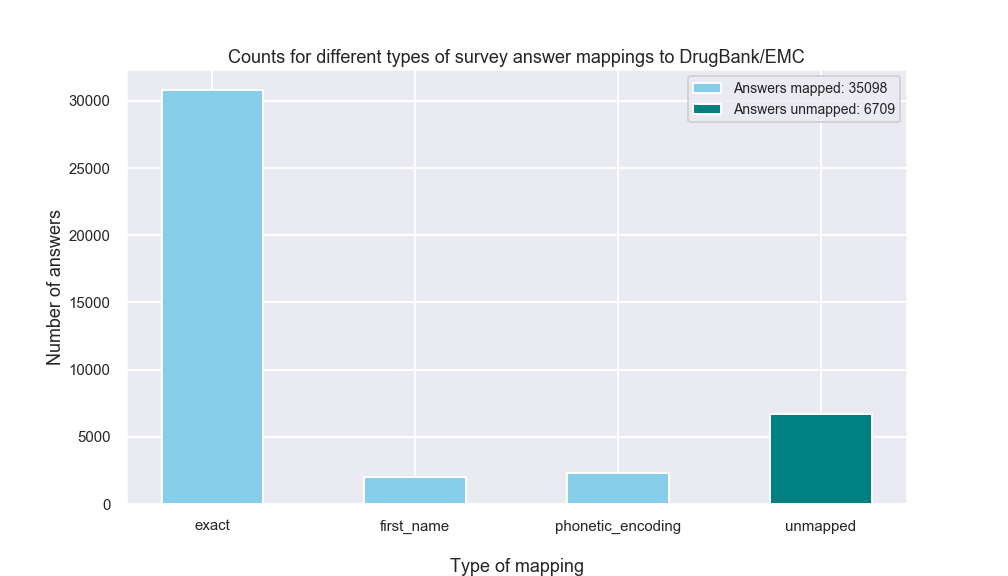 Counts for different types of survey answer mappings to DrugBank/EMC
Answers mapped: 35098
Answers unmapped: 6709
Number of answers
30000
25000
20000
15000
10000
5000
0
exact
first_name
phonetic_encoding
unmapped
Type of mapping